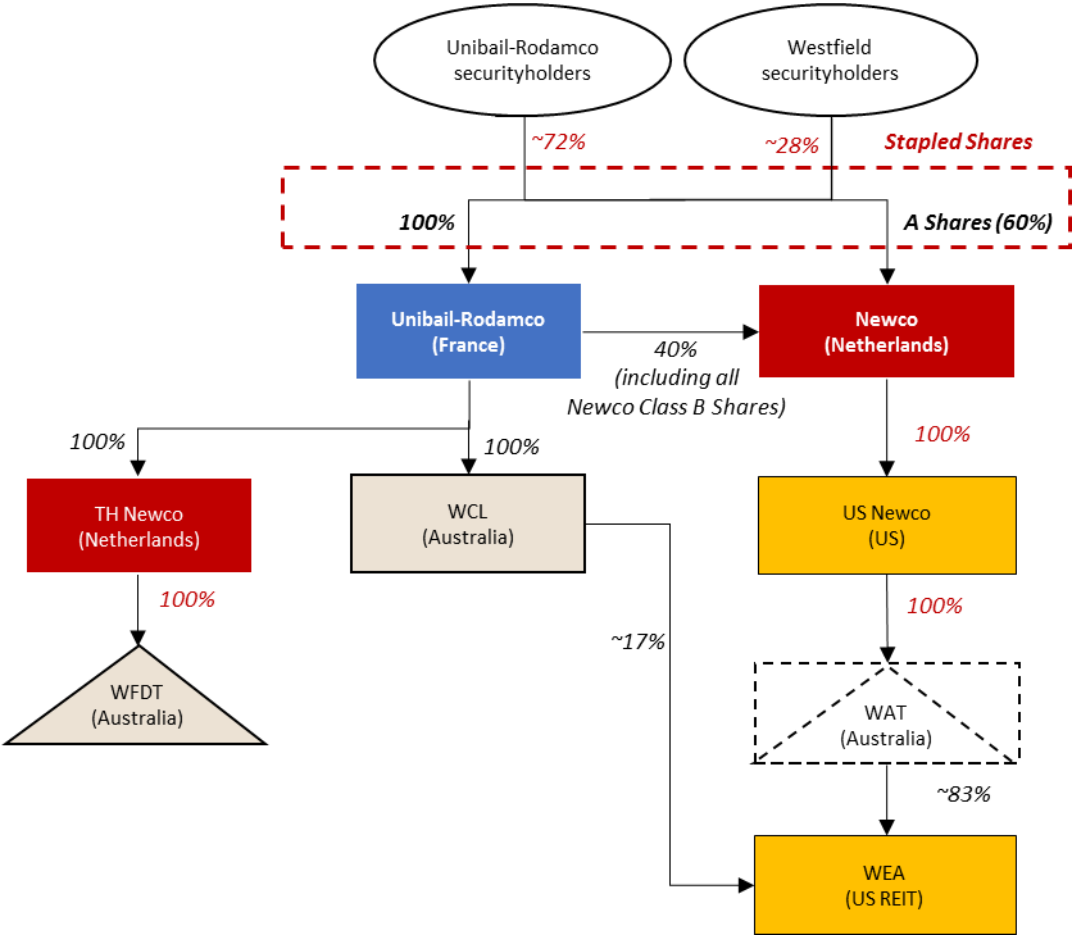 Unibail-Rodamco
securityholders
Westfield
securityholders
~72%
~28%
Stapled Shares
100%
A Shares (60%)
Unibail-Rodamco
(France)
Newco
(Netherlands)
40%
(including all
Newco Class B Shares)
100%
100%
100%
TH Newco
(Netherlands)
WCL
(Australia)
US Newco
(US)
100%
100%
~17%
WFDT
(Australia)
WAT
(Australia)
~83%
WEA
(US REIT)